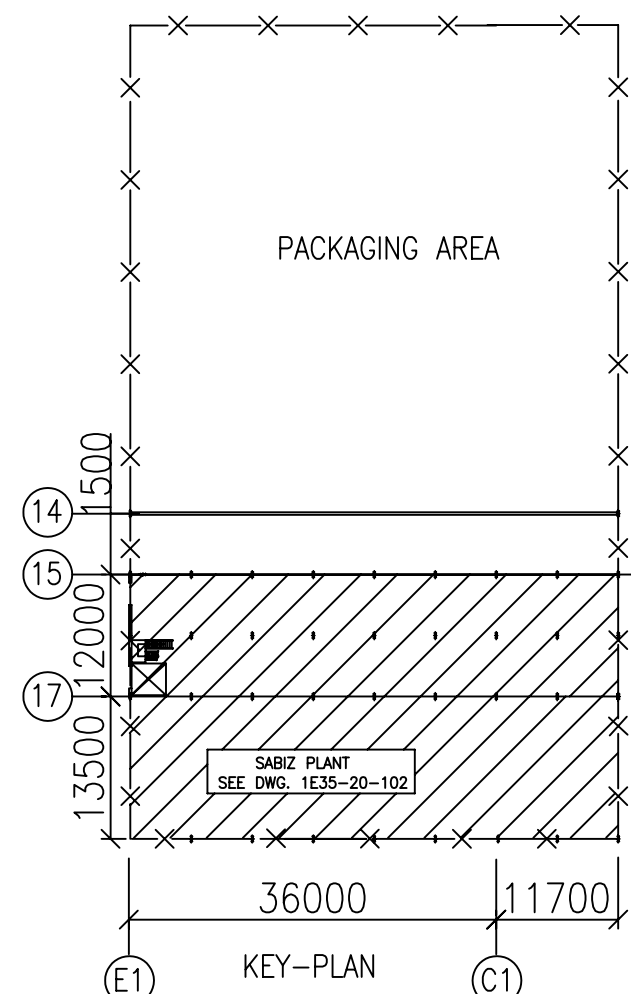 PACKAGING AREA
1500
14
15
12000
17
13500
SABIZ PLANT
SEE DWG. 1E35-20-102
36000
11700
E1
KEY-PLAN
C1